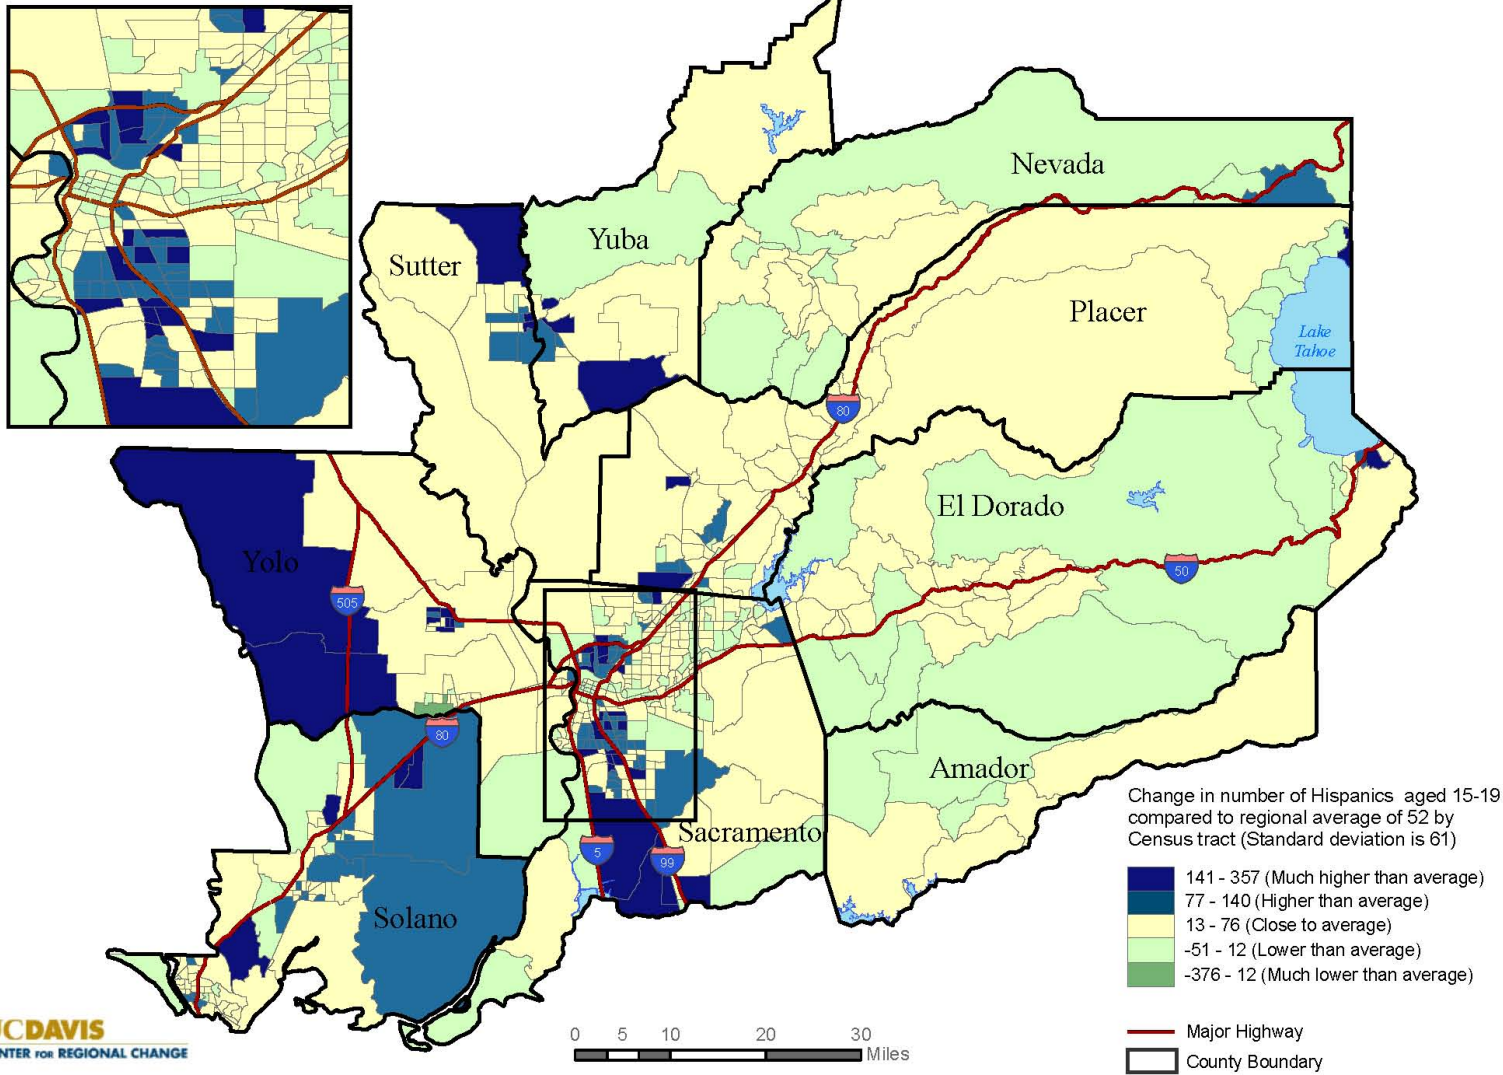 Nevada
Yuba
Sutter
Placer
Lake
Tahoe
80
El Dorado
Yolo
50
505
80
Amador
Sacramento
5
99
Solano
Change in number of Hispanics aged 15-19
compared to regional average of 52 by
Census tract (Standard deviation is 61)
141 - 357 (Much higher than average)
77 - 140 (Higher than average)
13 - 76 (Close to average)
-51 - 12 (Lower than average)
-376 - 12 (Much lower than average)
Major Highway
County Boundary
UCDAVIS
ENTER FOR REGIONAL CHANGE
0 5 10 20 30
Miles